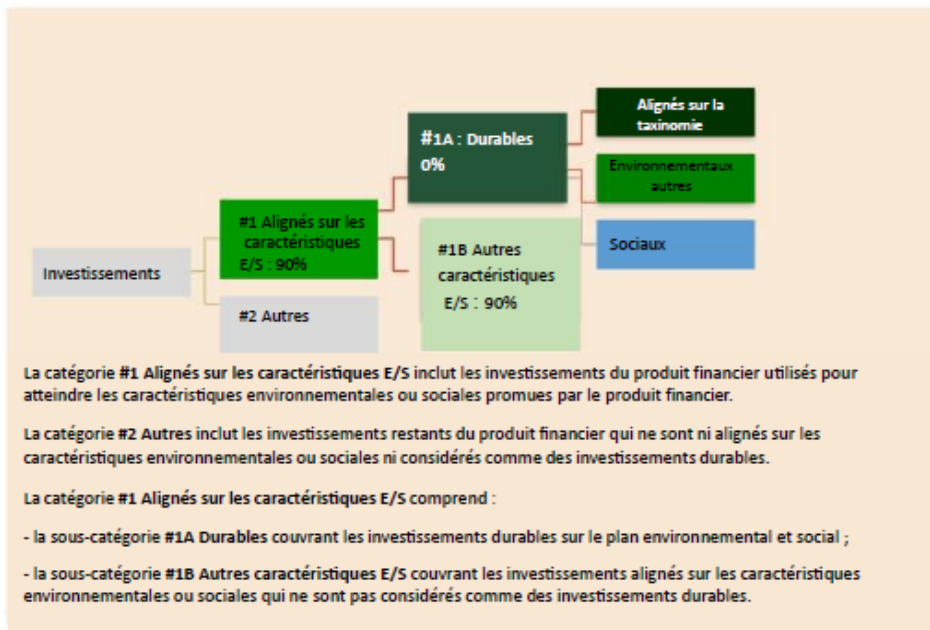 Investissements
#1 Alignés sur les
caractéristiques
E/S : 90%
#2 Autres
#1A : Durables
0%
#1B Autres
caractéristiques
E/S : 90%
Alignés sur la
taxinomie
Environnementaux
autres
Sociaux
La catégorie #1 Alignés sur les caractéristiques E/S inclut les investissements du produit financier utilisés pour
atteindre les caractéristiques environnementales ou sociales promues par le produit financier.
La catégorie #2 Autres inclut les investissements restants du produit financier qui ne sont ni alignés sur les
caractéristiques environnementales ou sociales ni considérés comme des investissements durables.
La catégorie #1 Alignés sur les caractéristiques E/S comprend :
- la sous-catégorie #1A Durables couvrant les investissements durables sur le plan environnemental et social ;
- la sous-catégorie #1B Autres caractéristiques E/S couvrant les investissements alignés sur les caractéristiques
environnementales ou sociales qui ne sont pas considérés comme des investissements durables.